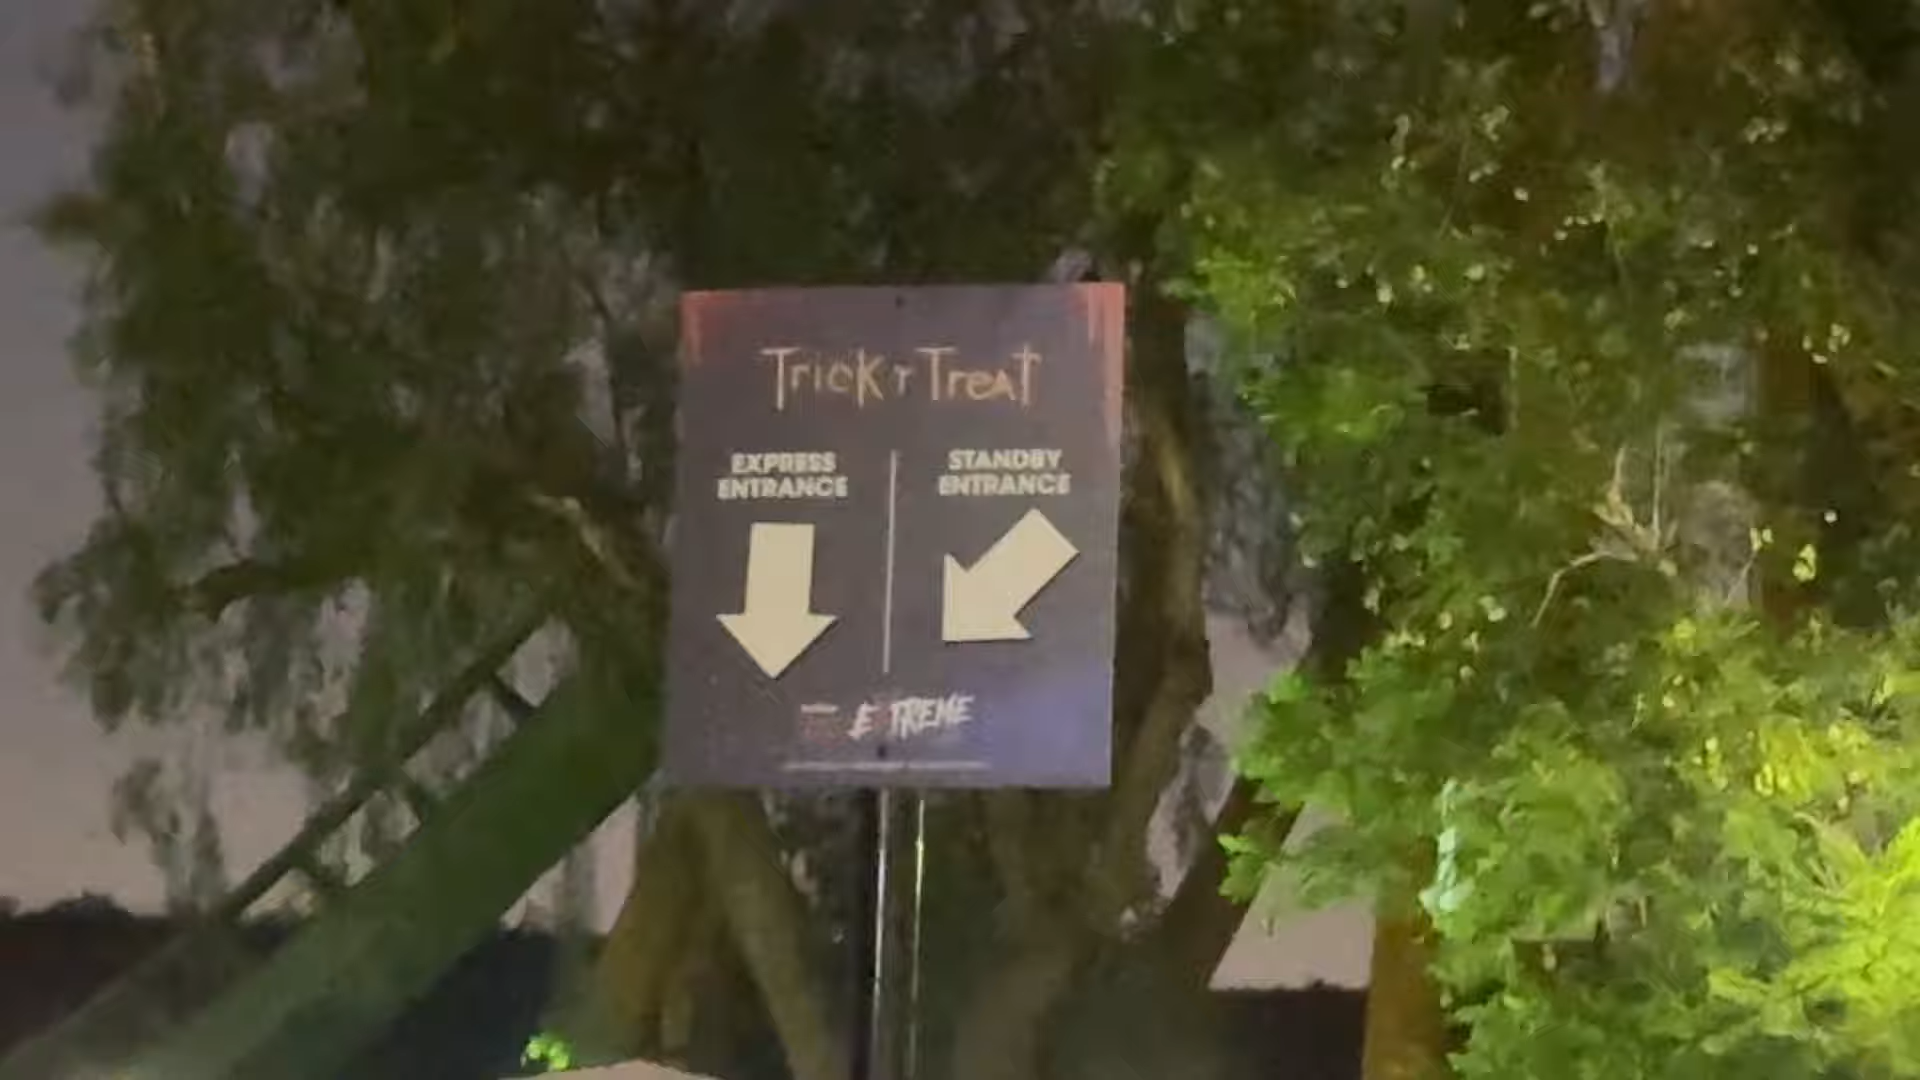 Trick r Treat
EXPRESS
ENTRANCE
STANDBY
ENTRANCE
EXTREME